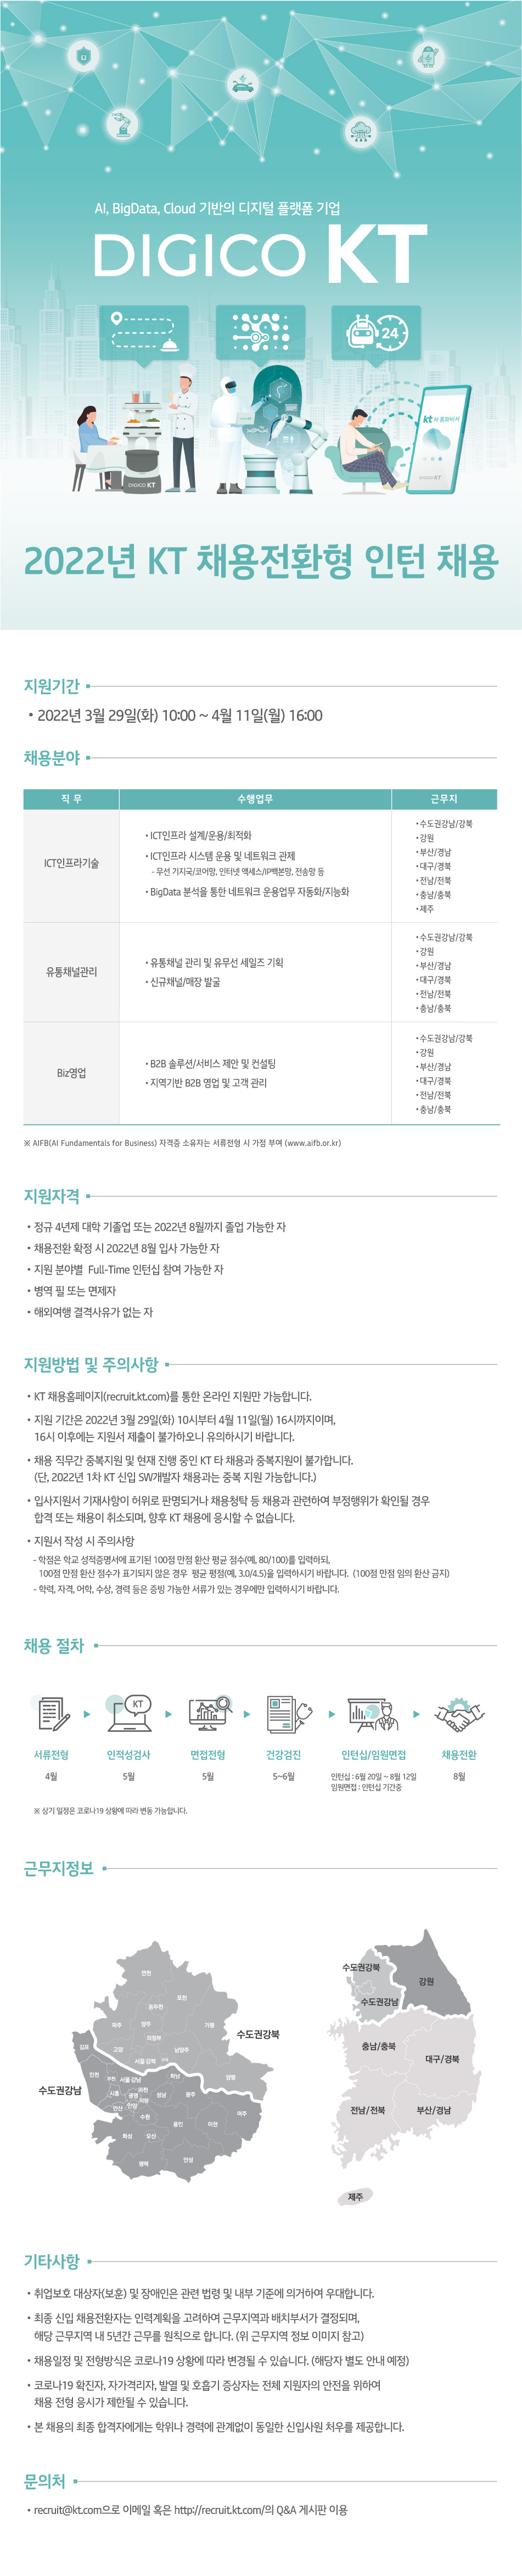 AI, BigData, Cloud 기반의 디지털 플랫폼 기업
DIGICO KT
24
kt AI 통화비서
DIGICO KT
DIGICO KT
2022년 KT 채용전환형 인턴 채용
지원기간
• 2022년 3월 29일(화) 10:00 ~ 4월 11일(월) 16:00
채용분야
직 무
수행업무
근무지
ICT인프라기술
• ICT인프라 설계/운용/최적화
• ICT인프라 시스템 운용 및 네트워크 관제
- 무선 기지국/코어망, 인터넷 액세스/IP백본망, 전송망 등
• BigData 분석을 통한 네트워크 운용업무 자동화/지능화
• 수도권강남/강북
• 강원
• 부산/경남
• 대구/경북
• 전남/전북
• 충남/충북
• 제주
유통채널관리
• 유통채널 관리 및 유무선 세일즈 기획
• 신규채널/매장 발굴
• 수도권강남/강북
• 강원
• 부산/경남
• 대구/경북
• 전남/전북
• 충남/충북
Biz영업
• B2B 솔루션/서비스 제안 및 컨설팅
• 지역기반 B2B 영업 및 고객 관리
• 수도권강남/강북
• 강원
• 부산/경남
• 대구/경북
• 전남/전북
• 충남/충북
※ AIFB(AI Fundamentals for Business) 자격증 소유자는 서류전형 시 가점 부여 (www.aifb.or.kr)
지원자격
• 정규 4년제 대학 기졸업 또는 2022년 8월까지 졸업 가능한 자
• 채용전환 확정 시 2022년 8월 입사 가능한 자
• 지원 분야별 Full-Time 인턴십 참여 가능한 자
• 병역 필 또는 면제자
• 해외여행 결격사유가 없는 자
지원방법 및 주의사항
• KT 채용홈페이지(recruit.kt.com)를 통한 온라인 지원만 가능합니다.
• 지원 기간은 2022년 3월 29일(화) 10시부터 4월 11일(월) 16시까지이며,
16시 이후에는 지원서 제출이 불가하오니 유의하시기 바랍니다.
• 채용 직무간 중복지원 및 현재 진행 중인 KT 타 채용과 중복지원이 불가합니다.
(단, 2022년 1차 KT 신입 SW개발자 채용과는 중복 지원 가능합니다.)
• 입사지원서 기재사항이 허위로 판명되거나 채용청탁 등 채용과 관련하여 부정행위가 확인될 경우
합격 또는 채용이 취소되며, 향후 KT 채용에 응시할 수 없습니다.
• 지원서 작성 시 주의사항
- 학점은 학교 성적증명서에 표기된 100점 만점 환산 평균 점수(예, 80/100)를 입력하되,
100점 만점 환산 점수가 표기되지 않은 경우 평균 평점(예, 3.0/4.5)을 입력하시기 바랍니다. (100점 만점 임의 환산 금지)
- 학력, 자격, 어학, 수상, 경력 등은 증빙 가능한 서류가 있는 경우에만 입력하시기 바랍니다.
채용 절차
KT
서류전형
인적성검사
면접전형
건강검진
인턴십/임원면접
채용전환
4월
5월
5월
5~6월
인턴십 : 6월 20일 ~ 8월 12일
임원면접 : 인턴십 기간중
8월
※ 상기 일정은 코로나19 상황에 따라 변동 가능합니다.
근무지정보
연천
포천
동두천
파주
양주
가평
의정부
고양
남양주
서울 강북
김포
수도권강북
인천
부천
서울 강남
하남
양평
수도권강남
시흥
광명
과천
성남
광주
안산
안양
여주
수원
용인
이천
화성
오산
평택
안성
수도권강북
강원
수도권강남
충남/충북
대구/경북
전남/전북
부산/경남
제주
기타사항
• 취업보호 대상자(보훈) 및 장애인은 관련 법령 및 내부 기준에 의거하여 우대합니다.
• 최종 신입 채용전환자는 인력계획을 고려하여 근무지역과 배치부서가 결정되며,
해당 근무지역 내 5년간 근무를 원칙으로 합니다. (위 근무지역 정보 이미지 참고)
• 채용일정 및 전형방식은 코로나19 상황에 따라 변경될 수 있습니다. (해당자 별도 안내 예정)
• 코로나19 확진자, 자가격리자, 발열 및 호흡기 증상자는 전체 지원자의 안전을 위하여
채용 전형 응시가 제한될 수 있습니다.
• 본 채용의 최종 합격자에게는 학위나 경력에 관계없이 동일한 신입사원 처우를 제공합니다.
문의처
• recruit@kt.com으로 이메일 혹은 http://recruit.kt.com/의 Q&A 게시판 이용